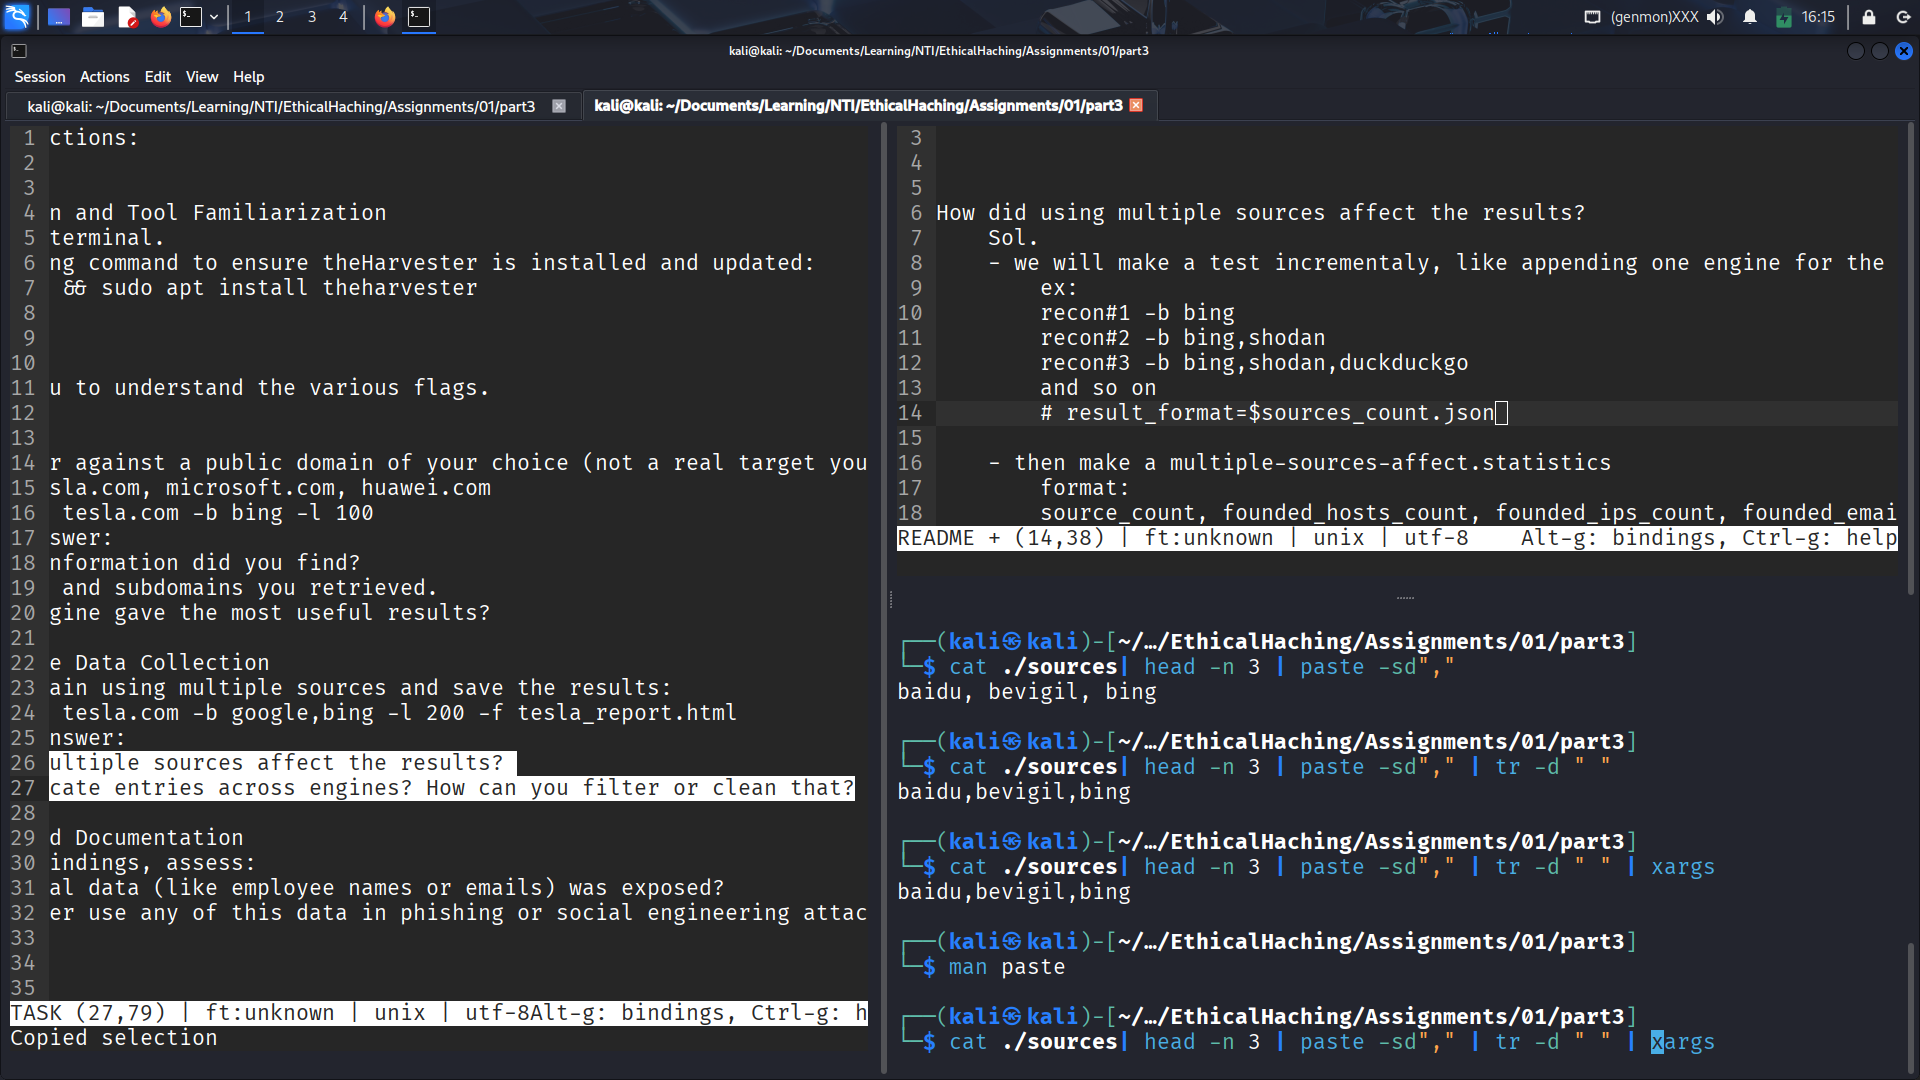 1
2
3
4
(genmon)XXX
16:15
kali@kali: ~/Documents/Learning/NTI/EthicalHaching/Assignments/01/part3
Session Actions Edit View Help
kali@kali: ~/Documents/Learning/NTI/EthicalHaching/Assignments/01/part3
kali@kali: ~/Documents/Learning/NTI/EthicalHaching/Assignments/01/part3
1 ctions:
2
3
4 n and Tool Familiarization
5 terminal.
6 ng command to ensure theHarvester is installed and updated:
7  && sudo apt install theharvester
8
9
10
11 u to understand the various flags.
12
13
14 r against a public domain of your choice (not a real target you
15 sla.com, microsoft.com, huawei.com
16  tesla.com -b bing -l 100
17 swer:
18 nformation did you find?
19  and subdomains you retrieved.
20 gine gave the most useful results?
21
22 e Data Collection
23 ain using multiple sources and save the results:
24  tesla.com -b google,bing -l 200 -f tesla_report.html
25 nswer:
26 ultiple sources affect the results?
27 cate entries across engines? How can you filter or clean that?
28
29 d Documentation
30 indings, assess:
31 al data (like employee names or emails) was exposed?
32 er use any of this data in phishing or social engineering attac
33
34
35
TASK (27,79) | ft:unknown | unix | utf-8Alt-g: bindings, Ctrl-g: h
Copied selection
3
4
5
6 How did using multiple sources affect the results?
7     Sol.
8     - we will make a test incrementaly, like appending one engine for the
9         ex:
10         recon#1 -b bing
11         recon#2 -b bing,shodan
12         recon#3 -b bing,shodan,duckduckgo
13         and so on
14         # result_format=$sources_count.json
15
16     - then make a multiple-sources-affect.statistics
17         format:
18         source_count, founded_hosts_count, founded_ips_count, founded_emai
README + (14,38) | ft:unknown | unix | utf-8    Alt-g: bindings, Ctrl-g: help
┌──(kali㉿kali)-[~/…/EthicalHaching/Assignments/01/part3]
└─$ cat ./sources| head -n 3 | paste -sd","
baidu, bevigil, bing
┌──(kali㉿kali)-[~/…/EthicalHaching/Assignments/01/part3]
└─$ cat ./sources| head -n 3 | paste -sd"," | tr -d " "
baidu,bevigil,bing
┌──(kali㉿kali)-[~/…/EthicalHaching/Assignments/01/part3]
└─$ cat ./sources| head -n 3 | paste -sd"," | tr -d " " | xargs
baidu,bevigil,bing
┌──(kali㉿kali)-[~/…/EthicalHaching/Assignments/01/part3]
└─$ man paste
┌──(kali㉿kali)-[~/…/EthicalHaching/Assignments/01/part3]
└─$ cat ./sources| head -n 3 | paste -sd"," | tr -d " " | xargs